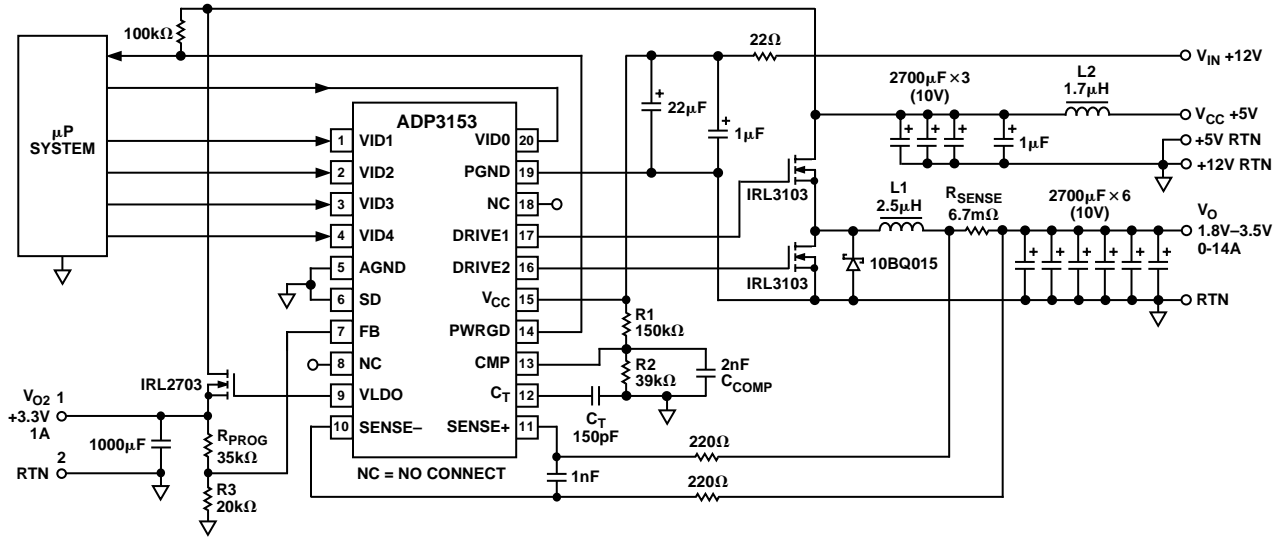 100kΩ
22Ω
VIN +12V
µP
SYSTEM
ADP3153
1 VID1 VID0 20
2 VID2 PGND 19
3 VID3 NC 18
4 VID4 DRIVE1 17
5 AGND DRIVE2 16
6 SD VCC 15
7 FB PWRGD 14
8 NC CMP 13
9 VLDO CT 12
10 SENSE– SENSE+ 11
NC = NO CONNECT
+
22µF
+
1µF
2700µF × 3
(10V)
+ + + +
1µF
L2
1.7µH
VCC +5V
+5V RTN
+12V RTN
IRL3103
L1
2.5µH
RSENSE
6.7mΩ
2700µF × 6
(10V)
VO
1.8V–3.5V
0-14A
IRL3103
10BQ015
+ + + + + +
RTN
R1
150kΩ
R2
39kΩ
2nF
CCOMP
CT
150pF
220Ω
1nF
220Ω
IRL2703
VO2 1
+3.3V
1A
2
RTN
1000µF
RPROG
35kΩ
R3
20kΩ